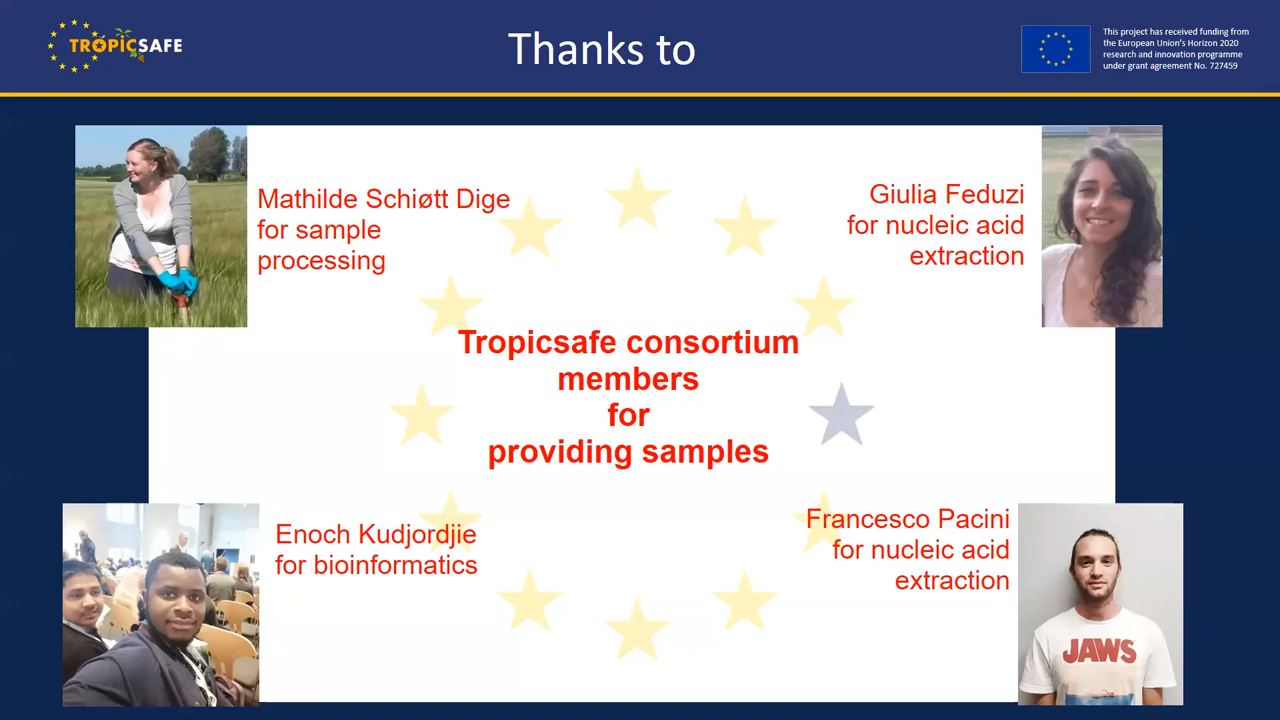 TROPICSAFE
Thanks to
This project has received funding from
the European Union's Horizon 2020
research and innovation programme
under grant agreement No. 727459
Mathilde Schiøtt Dige
for sample
processing
Giulia Feduzi
for nucleic acid
extraction
Tropicsafe consortium
members
for
providing samples
Enoch Kudjordjie
for bioinformatics
Francesco Pacini
for nucleic acid
extraction
JAWS